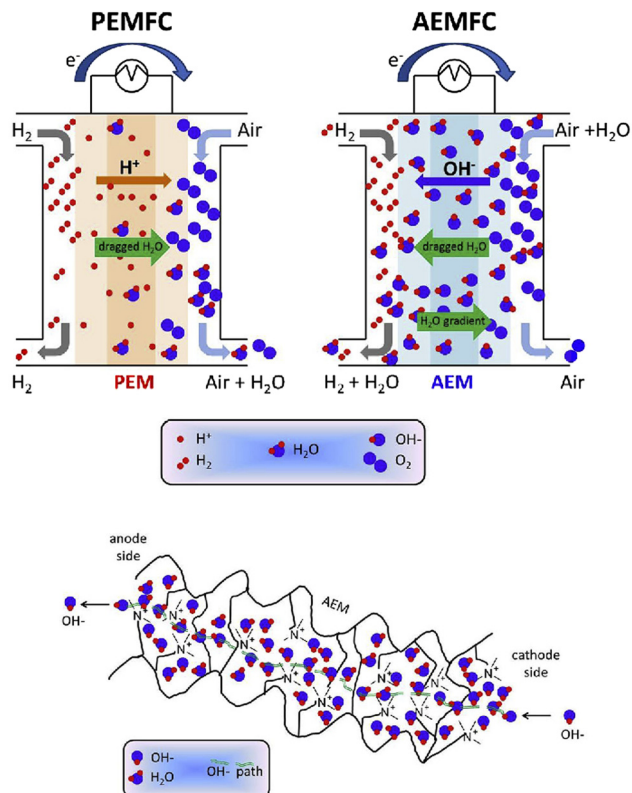 PEMFC
AEMFC
e-
e-
H2
Air
H2
Air +H2O
H+
OH-
dragged H2O
dragged H2O
H2O gradient
H2
PEM
Air + H2O
H2 + H2O
AEM
Air
H+
H2
H2O
OH-
O2
anode
side
AEM
OH-
N+
N+
N+
N+
N+
N+
N+
N+
N+
N+
N+
N+
cathode
side
OH-
OH-
H2O
OH- path